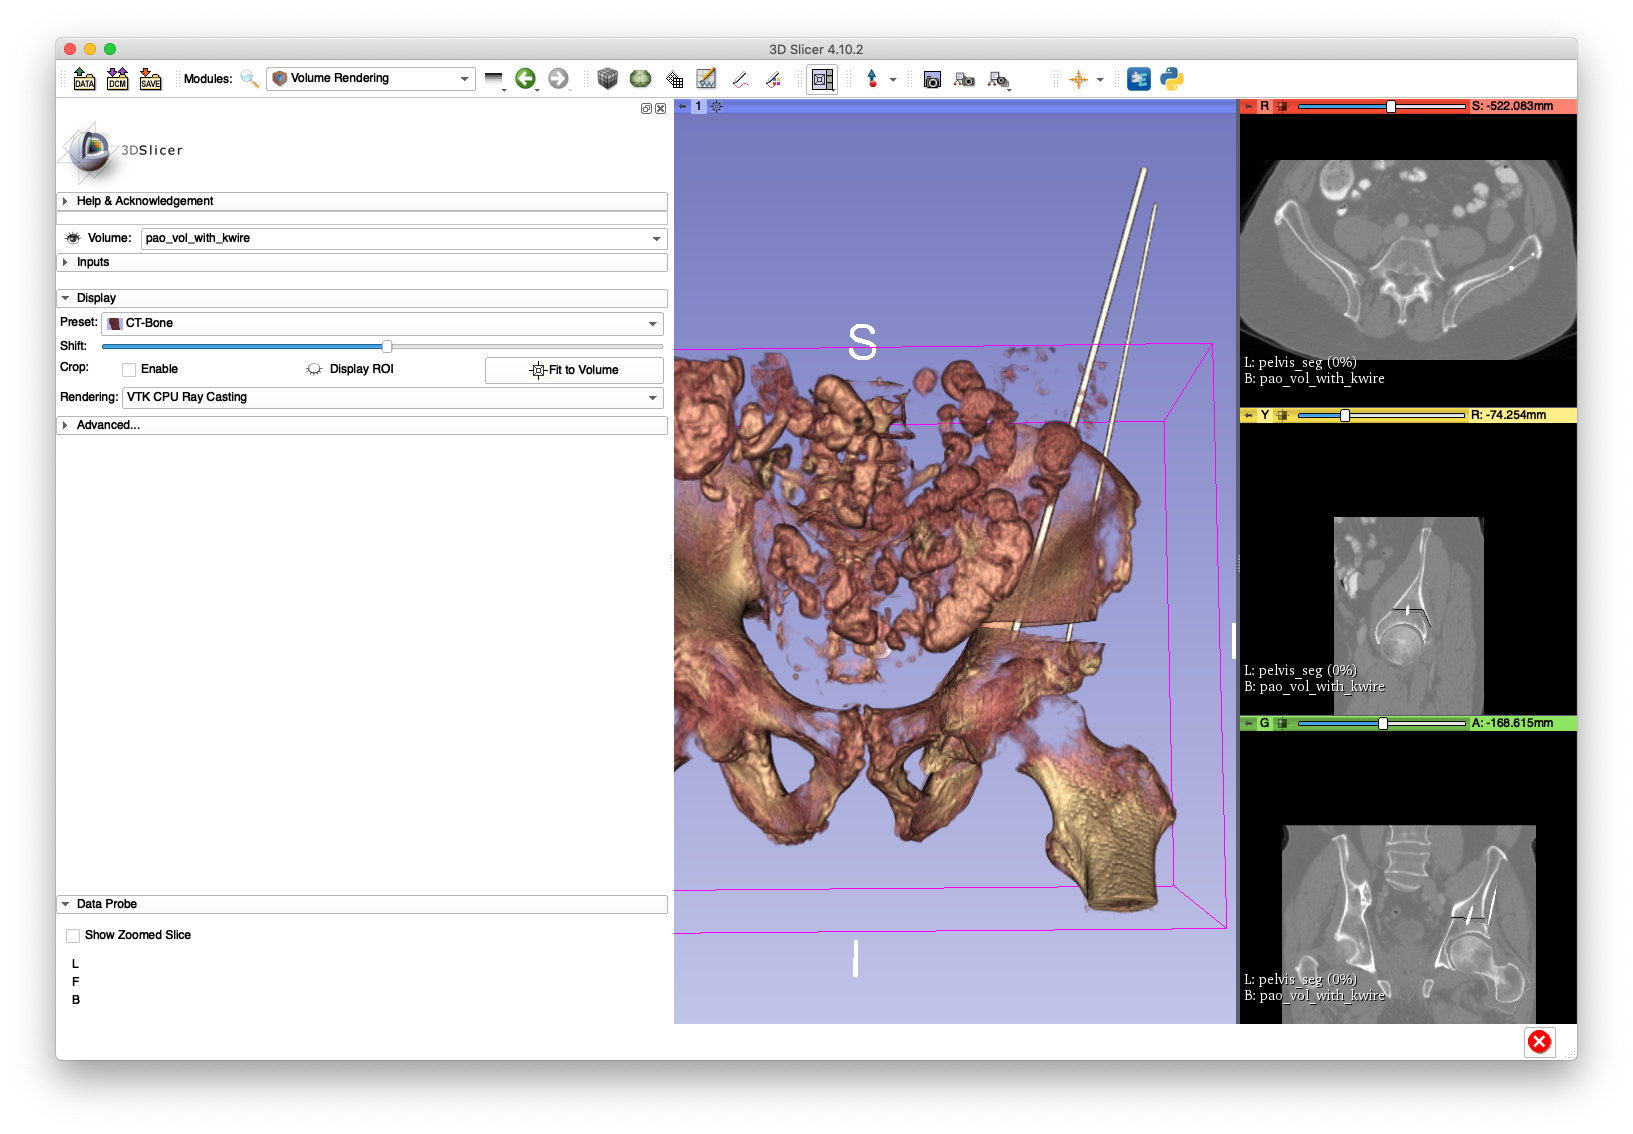 3D Slicer 4.10.2
DATA
DCM
SAVE
Modules:
Volume Rendering
3DSlicer
Help & Acknowledgement
Volume:
pao_vol_with_kwire
Inputs
Display
Preset:
CT-Bone
Shift:
Crop:
Enable
Display ROI
Fit to Volume
Rendering:
VTK CPU Ray Casting
Advanced...
Data Probe
Show Zoomed Slice
L
F
B
1
S
I
R
S: -522.083mm
L: pelvis_seg (0%)
B: pao_vol_with_kwire
Y
R: -74.254mm
L: pelvis_seg (0%)
B: pao_vol_with_kwire
G
A: -168.615mm
L: pelvis_seg (0%)
B: pao_vol_with_kwire